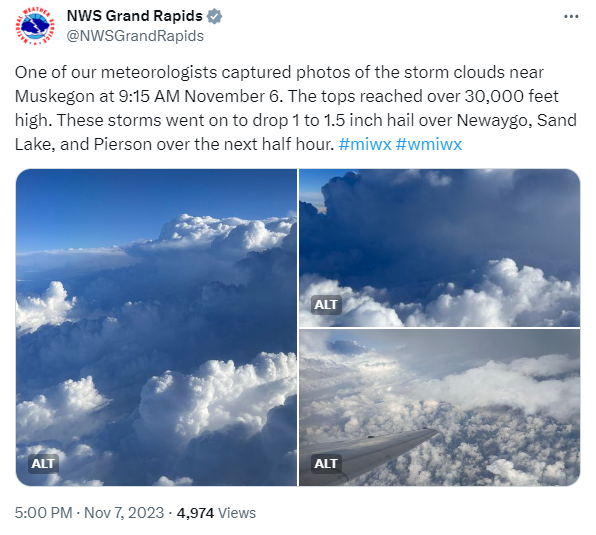 NWS Grand Rapids
@NWSGrandRapids
One of our meteorologists captured photos of the storm clouds near
Muskegon at 9:15 AM November 6. The tops reached over 30,000 feet
high. These storms went on to drop 1 to 1.5 inch hail over Newaygo, Sand
Lake, and Pierson over the next half hour. #miwx #wmiwx
ALT
ALT
ALT
5:00 PM · Nov 7, 2023 · 4,974 Views